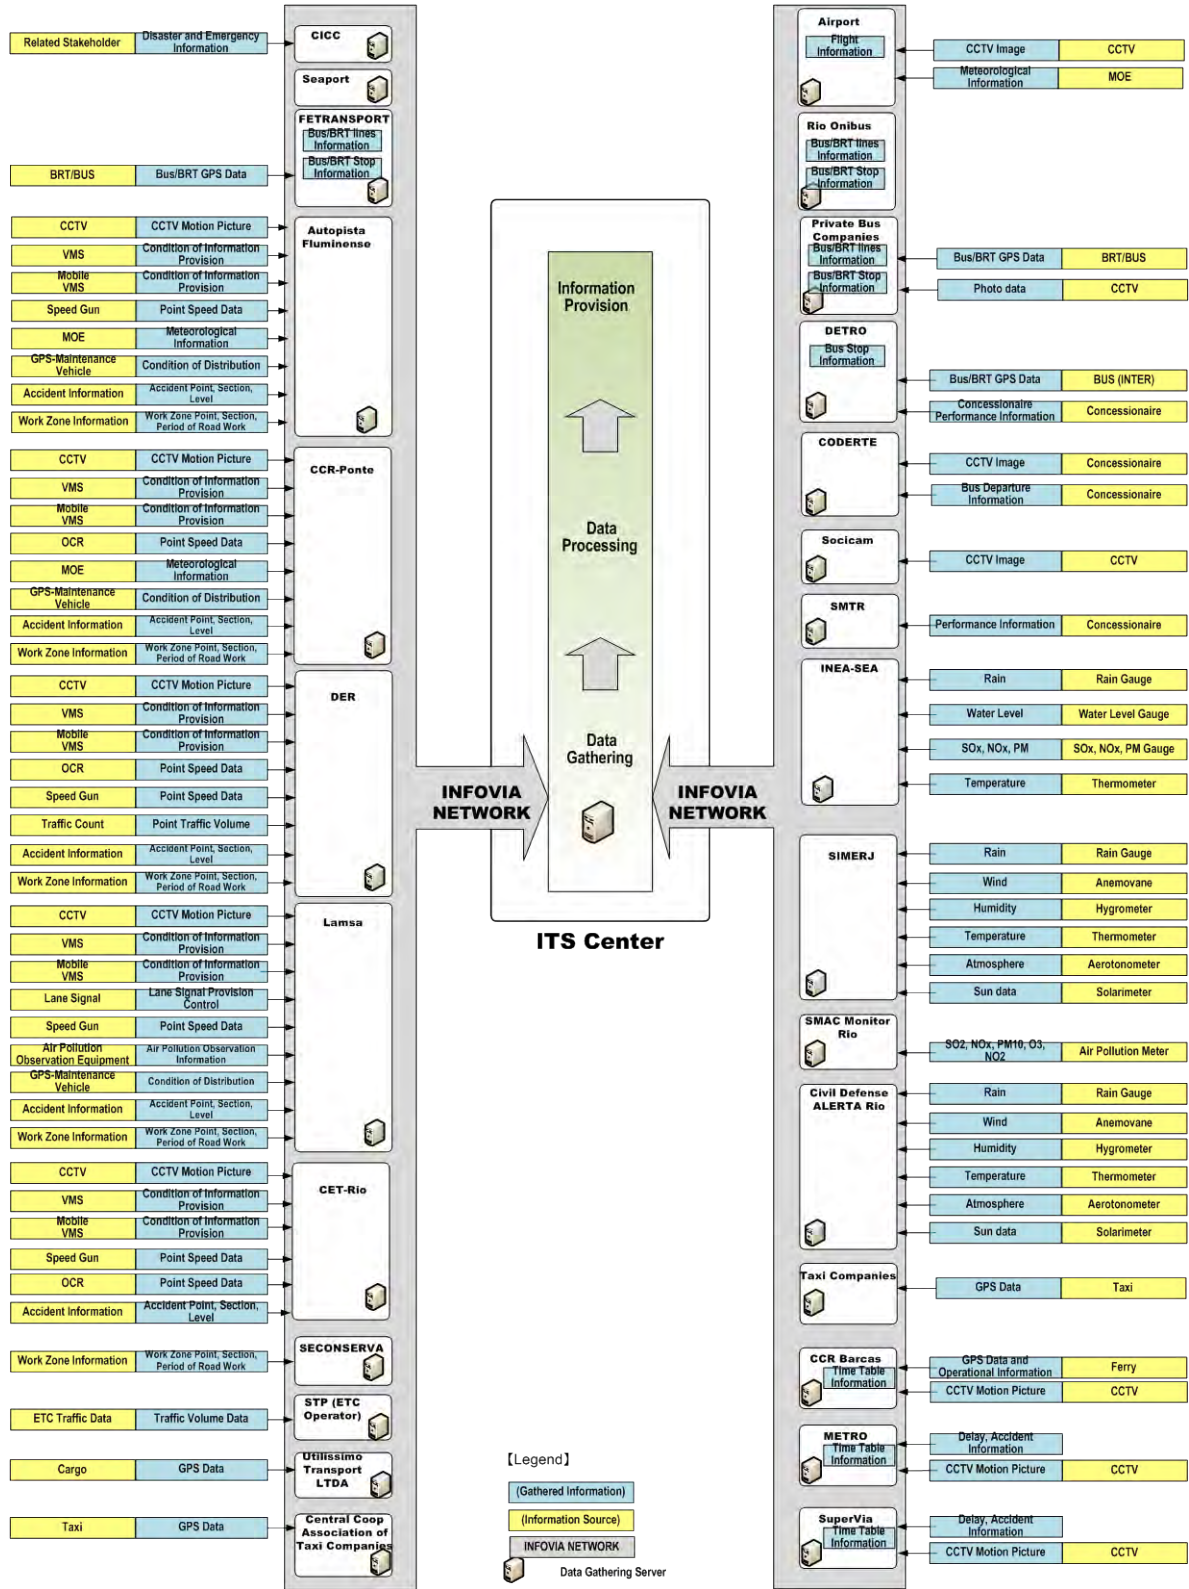 CICC
Related Stakeholder
Disaster and Emergency
Information
Seaport
FETRANSPORT
Bus/BRT lines
Information
Bus/BRT Stop
Information
BRT/BUS
Bus/BRT GPS Data
Autopista
Fluminense
CCTV
CCTV Motion Picture
VMS
Condition of Information
Provision
Mobile
VMS
Condition of Information
Provision
Speed Gun
Point Speed Data
MOE
Meteorological
Information
GPS-Maintenance
Vehicle
Condition of Distribution
Accident Information
Accident Point, Section,
Level
Work Zone Information
Work Zone Point, Section,
Period of Road Work
CCR-Ponte
CCTV
CCTV Motion Picture
VMS
Condition of Information
Provision
Mobile
VMS
Condition of Information
Provision
OCR
Point Speed Data
MOE
Meteorological
Information
GPS-Maintenance
Vehicle
Condition of Distribution
Accident Information
Accident Point, Section,
Level
Work Zone Information
Work Zone Point, Section,
Period of Road Work
DER
CCTV
CCTV Motion Picture
VMS
Condition of Information
Provision
Mobile
VMS
Condition of Information
Provision
OCR
Point Speed Data
Speed Gun
Point Speed Data
Traffic Count
Point Traffic Volume
Accident Information
Accident Point, Section,
Level
Work Zone Information
Work Zone Point, Section,
Period of Road Work
Lamsa
CCTV
CCTV Motion Picture
VMS
Condition of Information
Provision
Mobile
VMS
Condition of Information
Provision
Lane Signal
Lane Signal Provision
Control
Speed Gun
Point Speed Data
Air Pollution
Observation Equipment
Air Pollution Observation
Information
GPS-Maintenance
Vehicle
Condition of Distribution
Accident Information
Accident Point, Section,
Level
Work Zone Information
Work Zone Point, Section,
Period of Road Work
CET-Rio
CCTV
CCTV Motion Picture
VMS
Condition of Information
Provision
Mobile
VMS
Condition of Information
Provision
Speed Gun
Point Speed Data
OCR
Point Speed Data
Accident Information
Accident Point, Section,
Level
SECONSERVA
Work Zone Information
Work Zone Point, Section,
Period of Road Work
STP (ETC
Operator)
ETC Traffic Data
Traffic Volume Data
Utilissimo
Transport
LTDA
Cargo
GPS Data
Central Coop
Association of
Taxi Companies
Taxi
GPS Data
Information
Provision
Data
Processing
Data
Gathering
INFOVIA
NETWORK
INFOVIA
NETWORK
ITS Center
【Legend】
(Gathered Information)
(Information Source)
INFOVIA NETWORK
Data Gathering Server
Airport
Flight
Information
CCTV Image
CCTV
Meteorological
Information
MOE
Rio Onibus
Bus/BRT lines
Information
Bus/BRT Stop
Information
Private Bus
Companies
Bus/BRT lines
Information
Bus/BRT Stop
Information
Bus/BRT GPS Data
BRT/BUS
Photo data
CCTV
DETRO
Bus Stop
Information
Bus/BRT GPS Data
BUS (INTER)
Concessionaire
Performance Information
Concessionaire
CODERTE
CCTV Image
Concessionaire
Bus Departure
Information
Concessionaire
Socicam
CCTV Image
CCTV
SMTR
Performance Information
Concessionaire
INEA-SEA
Rain
Rain Gauge
Water Level
Water Level Gauge
SOx, NOx, PM
SOx, NOx, PM Gauge
Temperature
Thermometer
SIMERJ
Rain
Rain Gauge
Wind
Anemovane
Humidity
Hygrometer
Temperature
Thermometer
Atmosphere
Aerotonometer
Sun data
Solarimeter
SMAC Monitor
Rio
SO2, NOx, PM10, O3,
NO2
Air Pollution Meter
Civil Defense
ALERTA Rio
Rain
Rain Gauge
Wind
Anemovane
Humidity
Hygrometer
Temperature
Thermometer
Atmosphere
Aerotonometer
Sun data
Solarimeter
Taxi Companies
GPS Data
Taxi
CCR Barcas
Time Table
Information
GPS Data and
Operational Information
Ferry
CCTV Motion Picture
CCTV
METRO
Time Table
Information
Delay, Accident
Information
CCTV Motion Picture
CCTV
SuperVia
Time Table
Information
Delay, Accident
Information
CCTV Motion Picture
CCTV